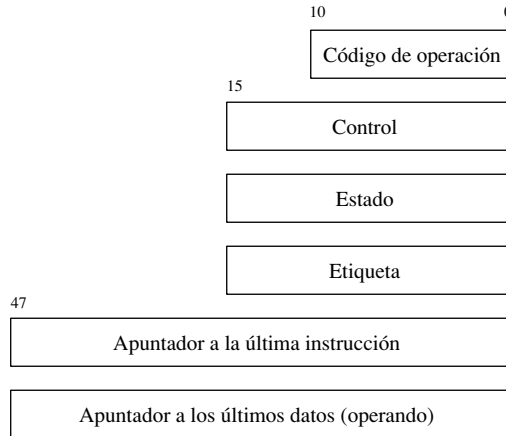 10
Código de operación
15
Control
Estado
Etiqueta
47
Apuntador a la última instrucción
Apuntador a los últimos datos (operando)